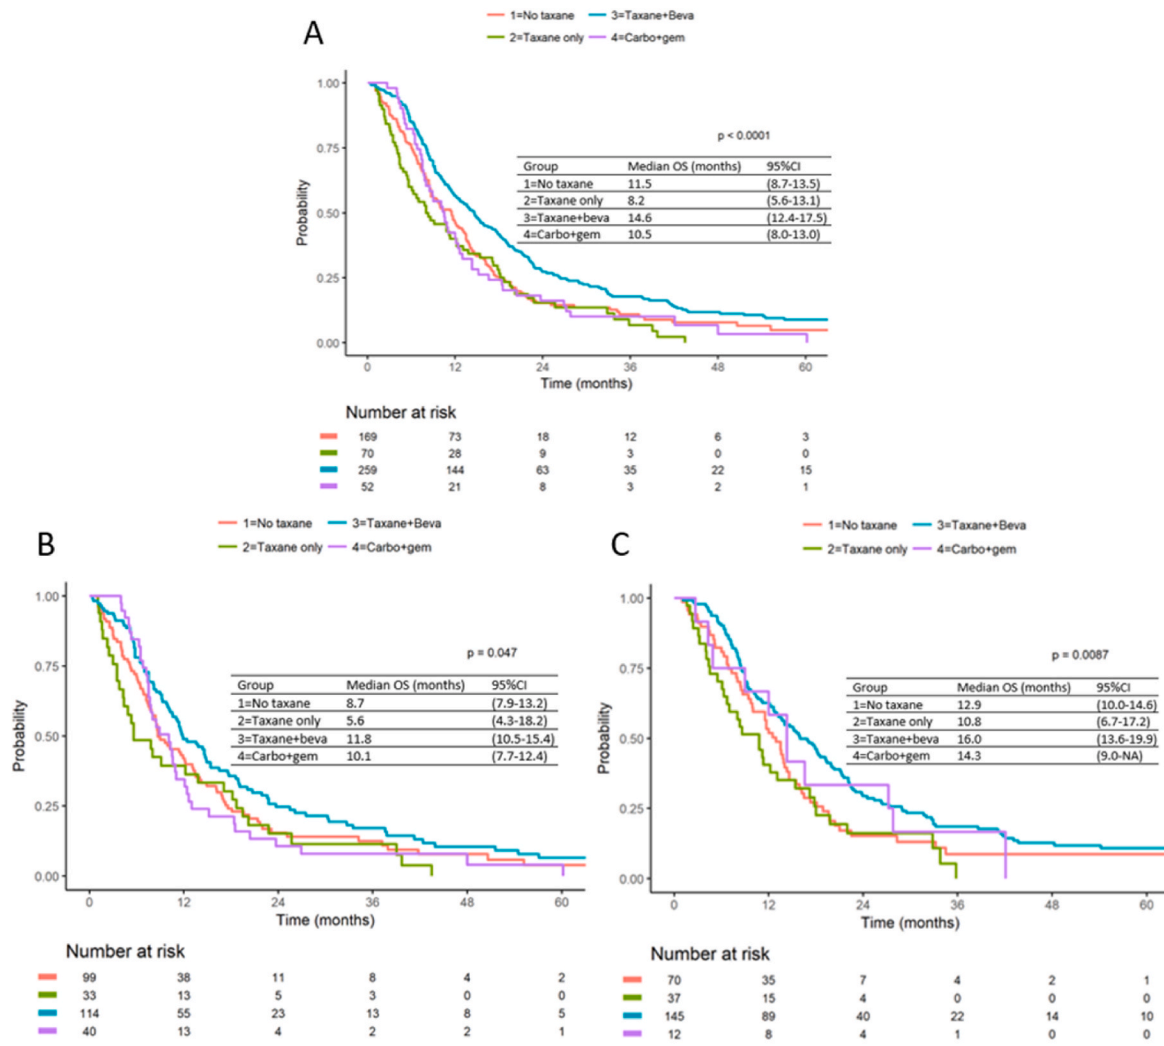 A
1=No taxane 3=Taxane+Beva
2=Taxane only 4=Carbo+gem
1.00
0.75
0.50
0.25
0.00
Probability
p < 0.0001
Group Median OS (months) 95%CI
1=No taxane 11.5 (8.7-13.5)
2=Taxane only 8.2 (5.6-13.1)
3=Taxane+beva 14.6 (12.4-17.5)
4=Carbo+gem 10.5 (8.0-13.0)
0 12 24 36 48 60
Time (months)
Number at risk
169 73 18 12 6 3
70 28 9 3 0 0
259 144 63 35 22 15
52 21 8 3 2 1
B
1=No taxane 3=Taxane+Beva
2=Taxane only 4=Carbo+gem
1.00
0.75
0.50
0.25
0.00
Probability
p = 0.047
Group Median OS (months) 95%CI
1=No taxane 8.7 (7.9-13.2)
2=Taxane only 5.6 (4.3-18.2)
3=Taxane+beva 11.8 (10.5-15.4)
4=Carbo+gem 10.1 (7.7-12.4)
0 12 24 36 48 60
Time (months)
Number at risk
99 38 11 8 4 2
33 13 5 3 0 0
114 55 23 13 8 5
40 13 4 2 2 1
C
1=No taxane 3=Taxane+Beva
2=Taxane only 4=Carbo+gem
1.00
0.75
0.50
0.25
0.00
Probability
p = 0.0087
Group Median OS (months) 95%CI
1=No taxane 12.9 (10.0-14.6)
2=Taxane only 10.8 (6.7-17.2)
3=Taxane+beva 16.0 (13.6-19.9)
4=Carbo+gem 14.3 (9.0-NA)
0 12 24 36 48 60
Time (months)
Number at risk
70 35 7 4 2 1
37 15 4 0 0 0
145 89 40 22 14 10
12 8 4 1 0 0